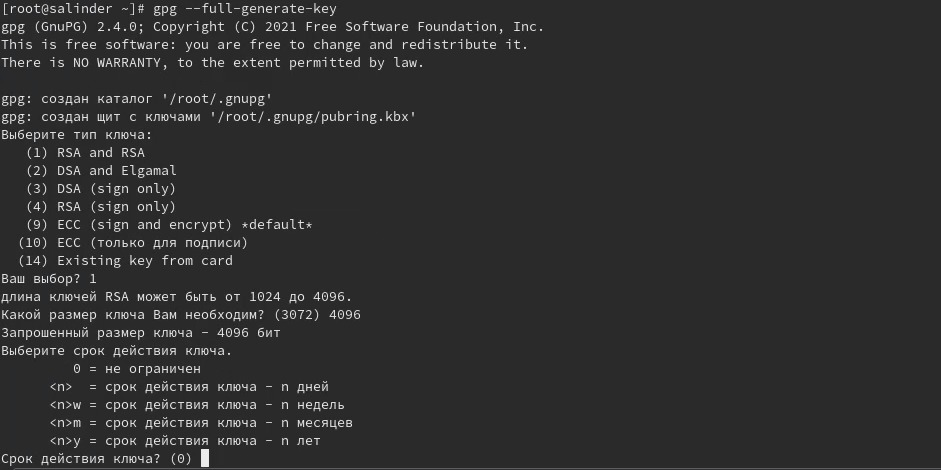 [root@salinder ~]# gpg --full-generate-key
gpg (GnuPG) 2.4.0; Copyright (C) 2021 Free Software Foundation, Inc.
This is free software: you are free to change and redistribute it.
There is NO WARRANTY, to the extent permitted by law.

gpg: создан каталог '/root/.gnupg'
gpg: создан щит с ключами '/root/.gnupg/pubring.kbx'
Выберите тип ключа:
   (1) RSA and RSA
   (2) DSA and Elgamal
   (3) DSA (sign only)
   (4) RSA (sign only)
   (9) ECC (sign and encrypt) *default*
  (10) ECC (только для подписи)
  (14) Existing key from card
Ваш выбор? 1
длина ключей RSA может быть от 1024 до 4096.
Какой размер ключа Вам необходим? (3072) 4096
Запрошенный размер ключа - 4096 бит
Выберите срок действия ключа.
         0 = не ограничен
      <n>  = срок действия ключа - n дней
      <n>w = срок действия ключа - n недель
      <n>m = срок действия ключа - n месяцев
      <n>y = срок действия ключа - n лет
Срок действия ключа? (0)